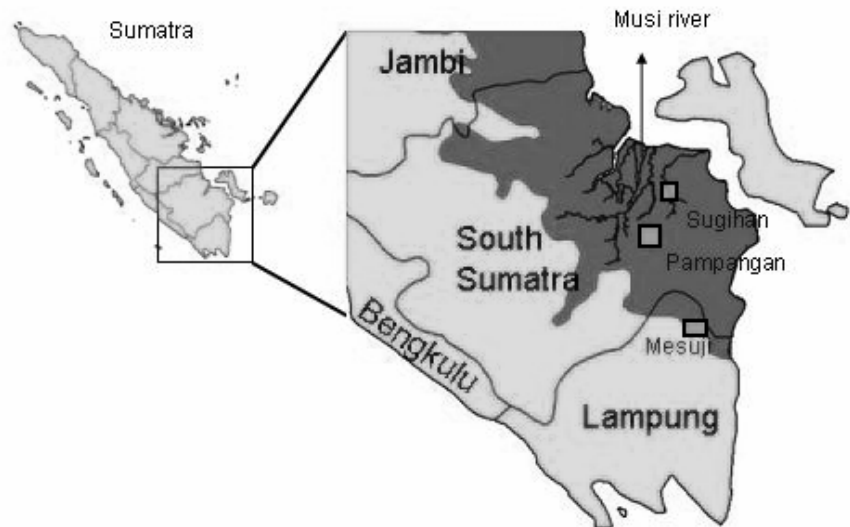 Musi river
Sumatra
Jambi
Sugihan
South
Sumatra
Pampangan
Bengkulu
Mesuji
Lampung